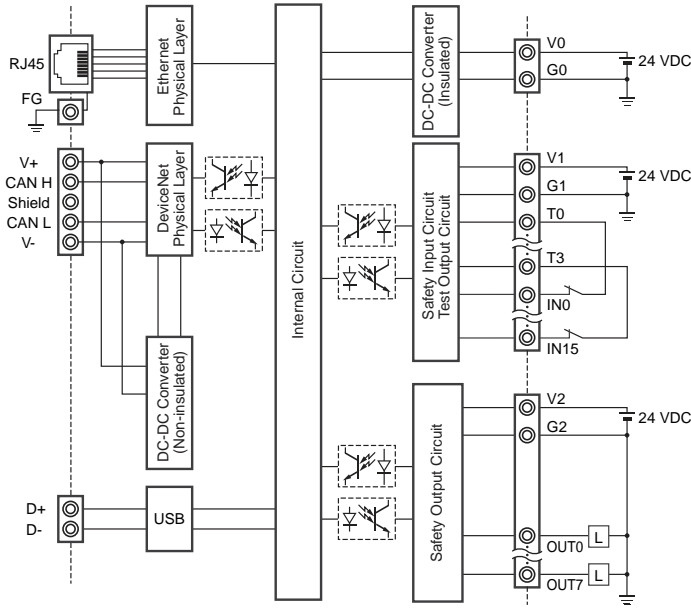 RJ45
FG
Ethernet
Physical Layer
V+
CAN H
Shield
CAN L
V-
DeviceNet
Physical Layer
DC-DC Converter
(Non-insulated)
D+
D-
USB
Internal Circuit
DC-DC Converter
(Insulated)
V0
G0
24 VDC
Safety Input Circuit
Test Output Circuit
V1
G1
24 VDC
T0
T3
IN0
IN15
Safety Output Circuit
V2
G2
24 VDC
OUT0
L
OUT7
L